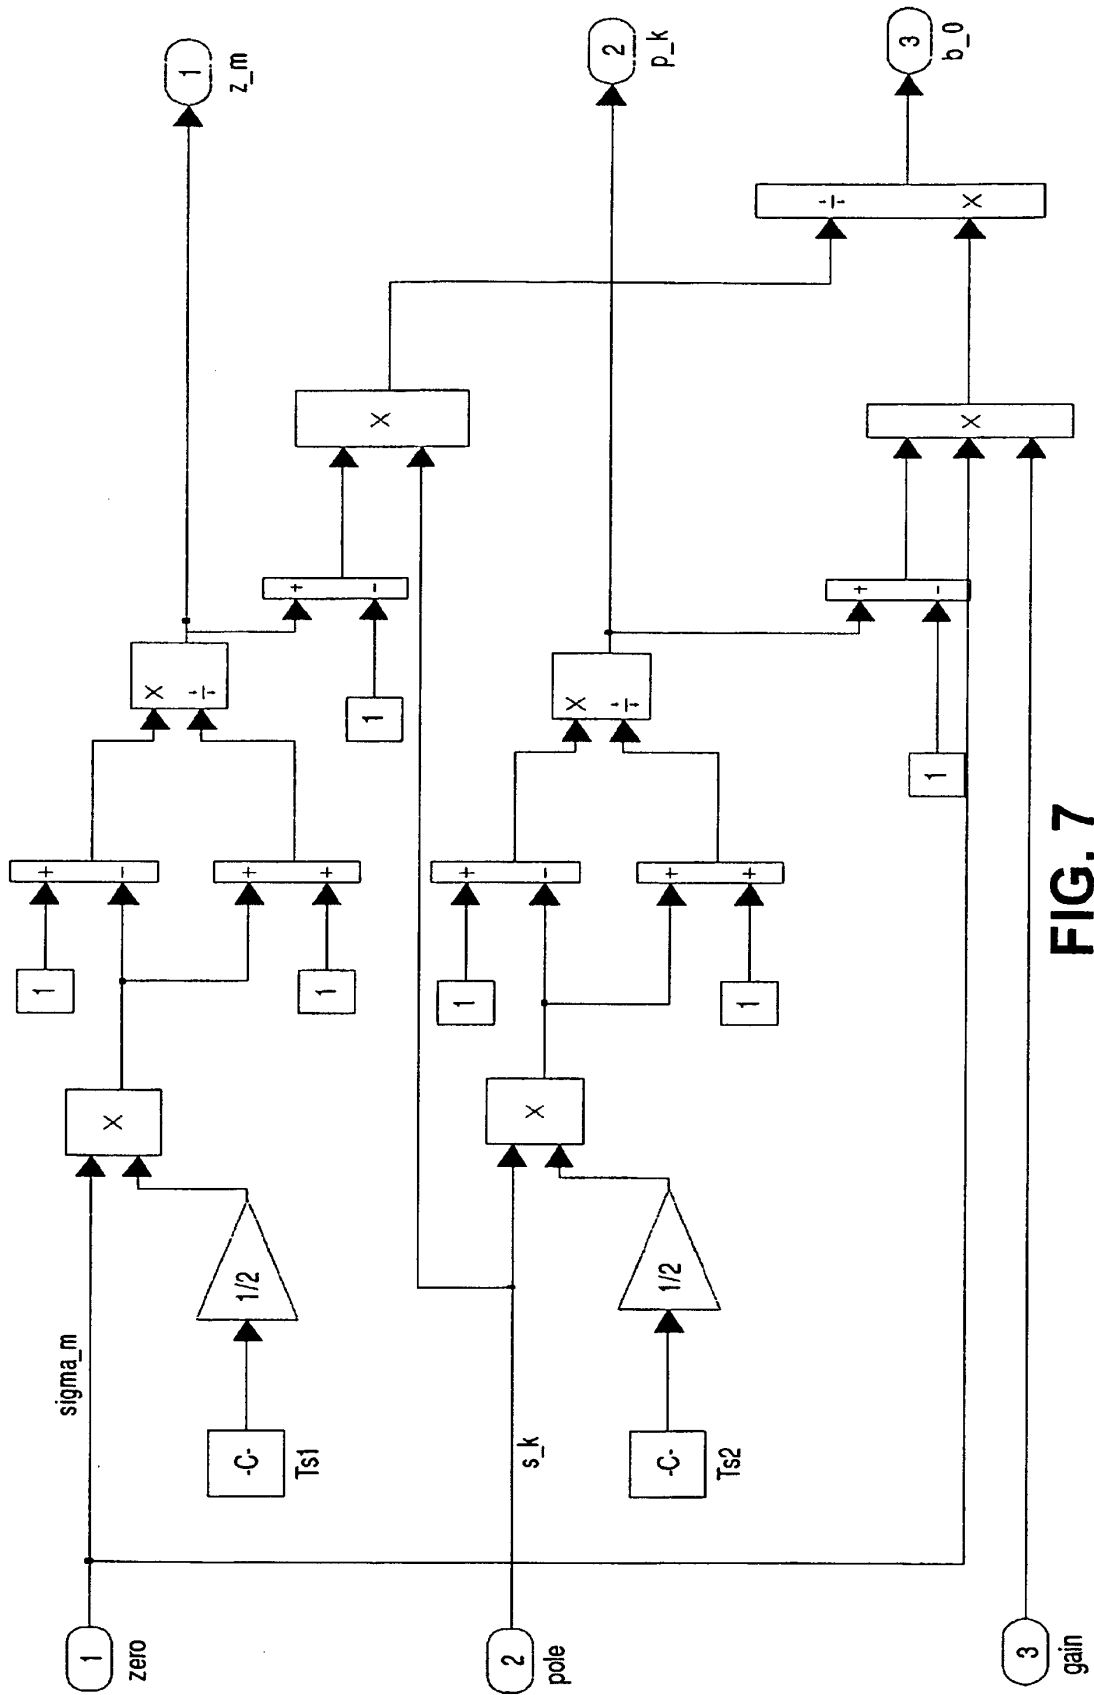 1
zero
sigma_m
-C-
Ts1
1/2
X
1
1
+
-
+
+
X
÷
1
+
-
X
1
z_m
2
pole
s_k
-C-
Ts2
1/2
X
1
1
+
-
+
+
X
÷
1
+
-
2
p_k
3
gain
X
÷
X
3
b_0
FIG. 7